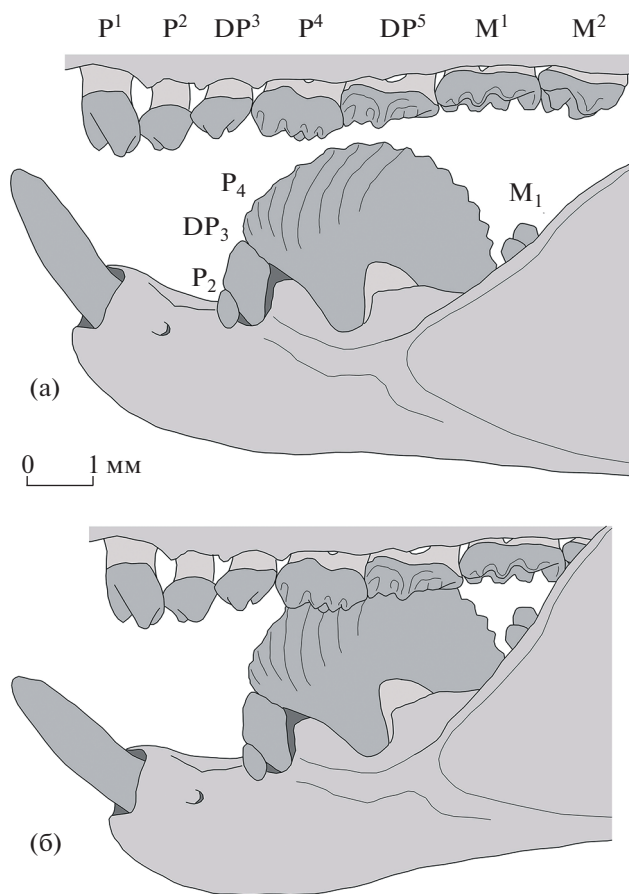 P¹ P² DP³ P⁴ DP⁵ M¹ M²
P₄
M₁
DP₃
P₂
(а)
0 1 мм
(б)